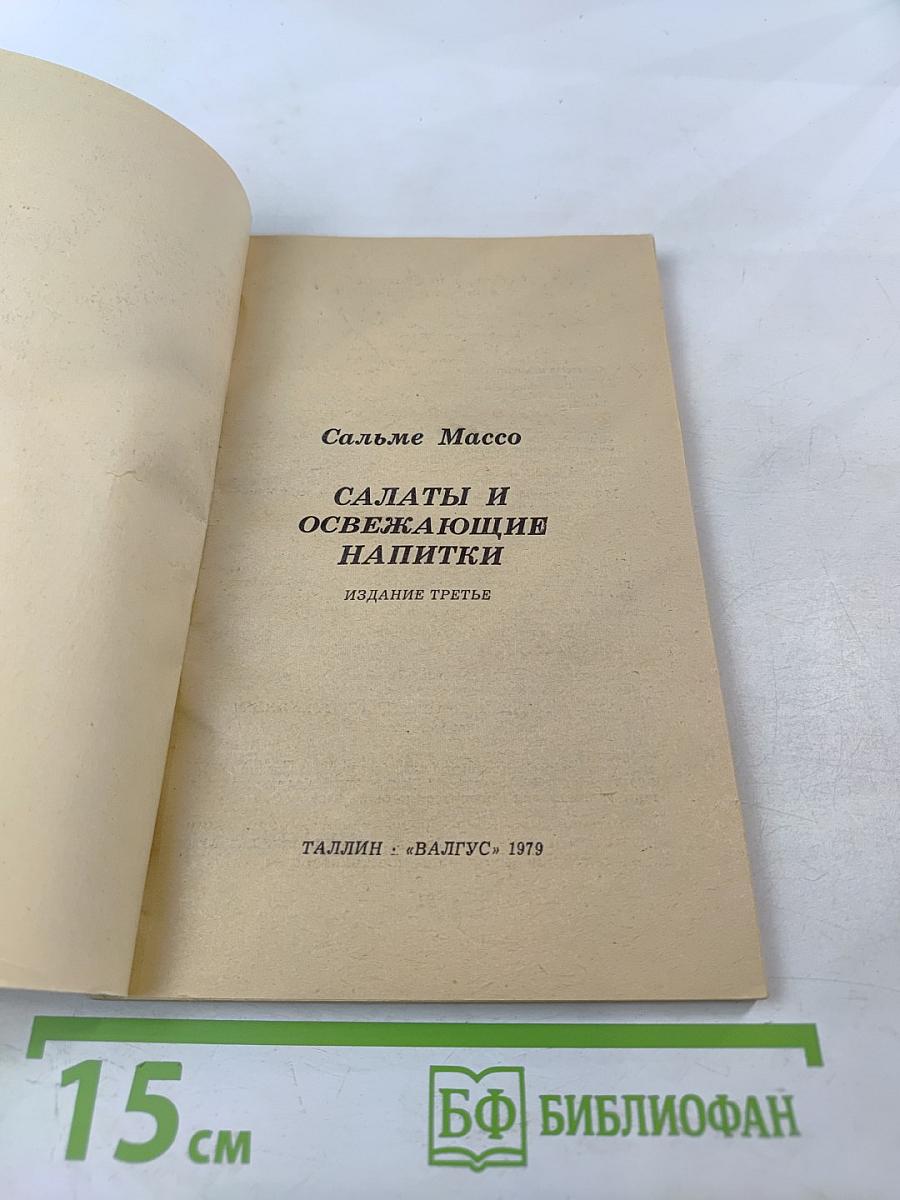 Сальме Массо
САЛАТЫ И
ОСВЕЖАЮЩИЕ
НАПИТКИ
ИЗДАНИЕ ТРЕТЬЕ
ТАЛЛИН · «ВАЛГУС» 1979
15 см
БФ БИБЛИОФАН